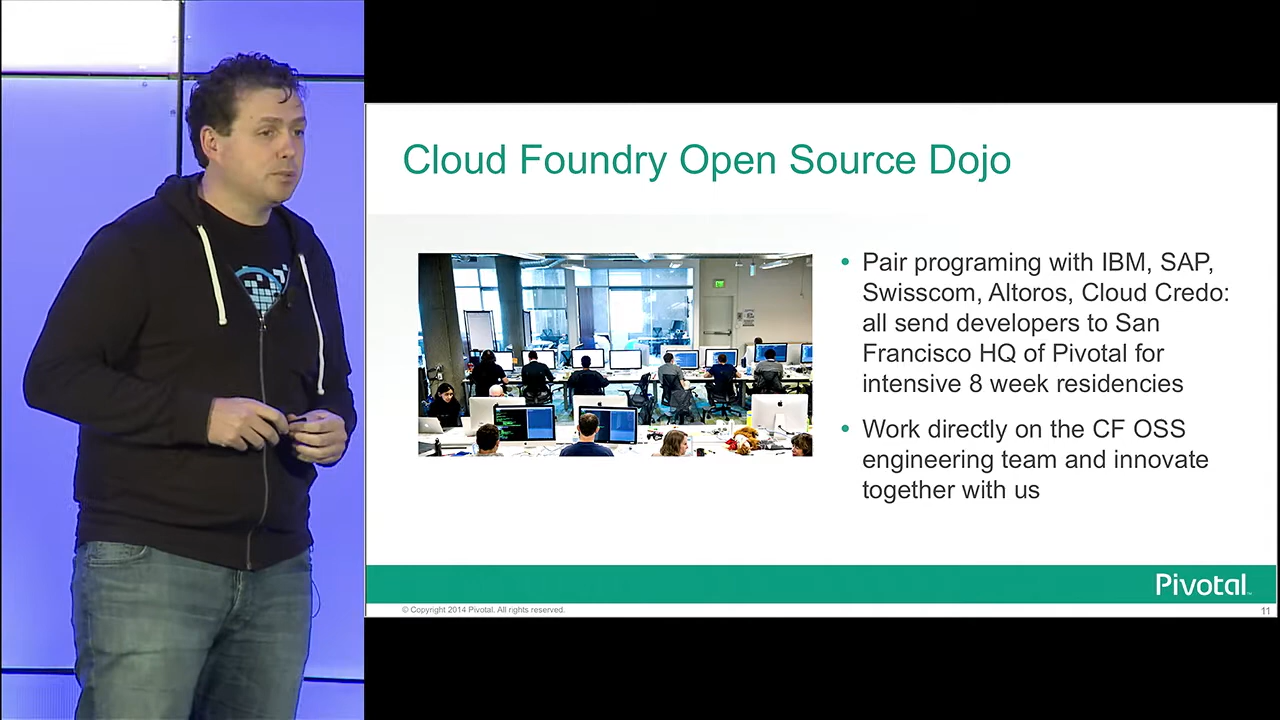 Cloud Foundry Open Source Dojo
• Pair programing with IBM, SAP,
Swisscom, Altoros, Cloud Credo:
all send developers to San
Francisco HQ of Pivotal for
intensive 8 week residencies
• Work directly on the CF OSS
engineering team and innovate
together with us
Pivotal™
© Copyright 2014 Pivotal. All rights reserved.
11